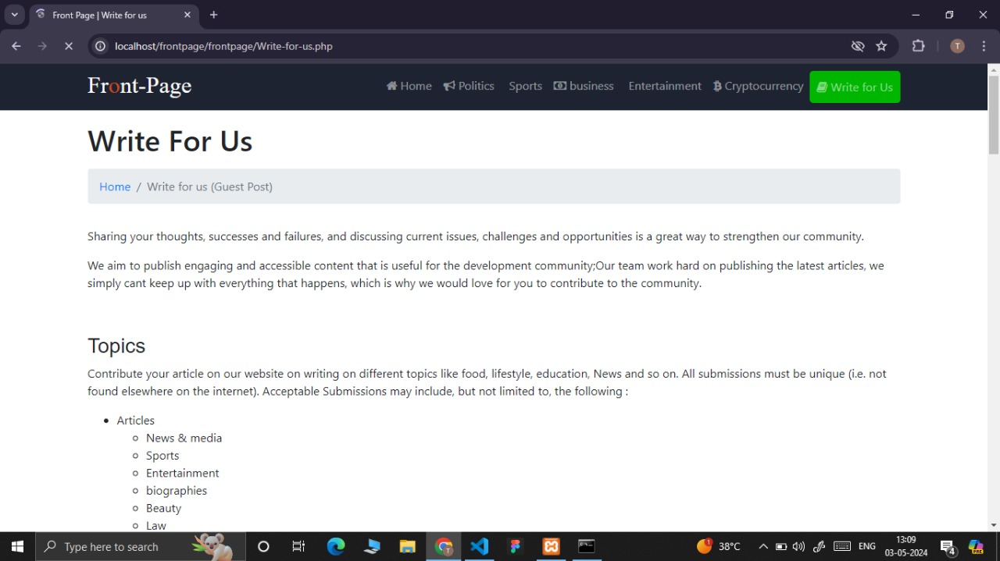 Front Page | Write for us
localhost/frontpage/frontpage/Write-for-us.php
T
Front-Page
Home Politics Sports business Entertainment Cryptocurrency Write for Us
Write For Us
Home / Write for us (Guest Post)
Sharing your thoughts, successes and failures, and discussing current issues, challenges and opportunities is a great way to strengthen our community.
We aim to publish engaging and accessible content that is useful for the development community;Our team work hard on publishing the latest articles, we
simply cant keep up with everything that happens, which is why we would love for you to contribute to the community.
Topics
Contribute your article on our website on writing on different topics like food, lifestyle, education, News and so on. All submissions must be unique (i.e. not
found elsewhere on the internet). Acceptable Submissions may include, but not limited to, the following :
Articles
News & media
Sports
Entertainment
biographies
Beauty
Law
Type here to search
T
1
38°C
ENG
13:09
03-05-2024
4
PRE